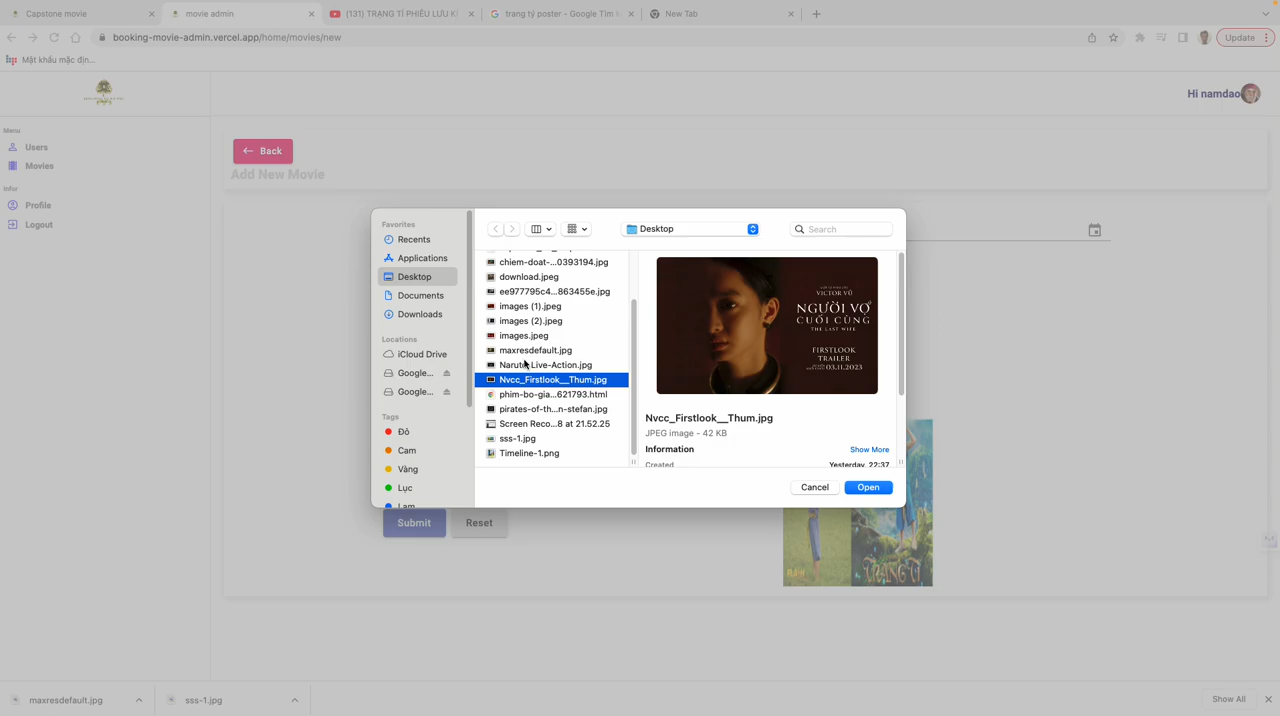 Capstone movie
movie admin
(131) TRẠNG TÍ PHIÊU LƯU K
trạng tý poster - Google Tìm k
New Tab
booking-movie-admin.vercel.app/home/movies/new
Update
Mật khẩu mặc địn...
Hi namdao
Menu
Users
Movies
Infor
Profile
Logout
Back
Add New Movie
Favorites
Recents
Applications
Desktop
Documents
Downloads
Locations
iCloud Drive
Google...
Google...
Tags
Đỏ
Cam
Vàng
Lục
Lam
Desktop
Search
chiem-doat-...0393194.jpg
download.jpeg
ee977795c4...863455e.jpg
images (1).jpeg
images (2).jpeg
images.jpeg
maxresdefault.jpg
Naruto Live-Action.jpg
Nvcc_Firstlook__Thum.jpg
phim-bo-gia...621793.html
pirates-of-th...n-stefan.jpg
Screen Reco...8 at 21.52.25
sss-1.jpg
Timeline-1.png
VICTOR VŨ
NGƯỜI VỢ
CUỐI CÙNG
THE LAST WIFE
FIRSTLOOK
TRAILER
03.11.2023
Nvcc_Firstlook__Thum.jpg
JPEG image - 42 KB
Information
Show More
Created
Yesterday, 22:37
Cancel
Open
Submit
Reset
TRẠNG TÍ
maxresdefault.jpg
sss-1.jpg
Show All